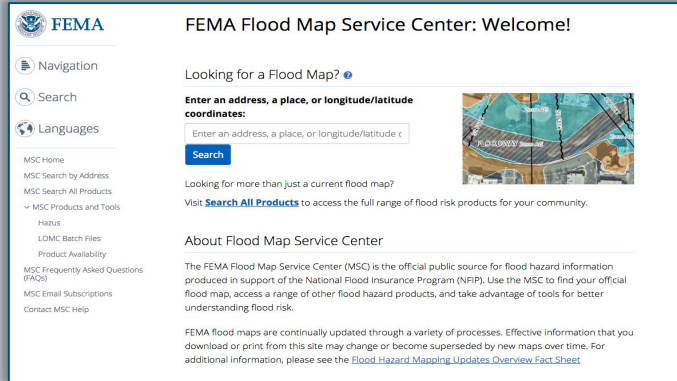 FEMA
FEMA Flood Map Service Center: Welcome!
Navigation
Search
Languages
MSC Home
MSC Search by Address
MSC Search All Products
MSC Products and Tools
Hazus
LOMC Batch Files
Product Availability
MSC Frequently Asked Questions
(FAQs)
MSC Email Subscriptions
Contact MSC Help
Looking for a Flood Map?
Enter an address, a place, or longitude/latitude
coordinates:
Enter an address, a place, or longitude/latitude c
Search
FLOODWAY Zone AE
Looking for more than just a current flood map?
Visit Search All Products to access the full range of flood risk products for your community.
About Flood Map Service Center
The FEMA Flood Map Service Center (MSC) is the official public source for flood hazard information
produced in support of the National Flood Insurance Program (NFIP). Use the MSC to find your official
flood map, access a range of other flood hazard products, and take advantage of tools for better
understanding flood risk.
FEMA flood maps are continually updated through a variety of processes. Effective information that you
download or print from this site may change or become superseded by new maps over time. For
additional information, please see the Flood Hazard Mapping Updates Overview Fact Sheet